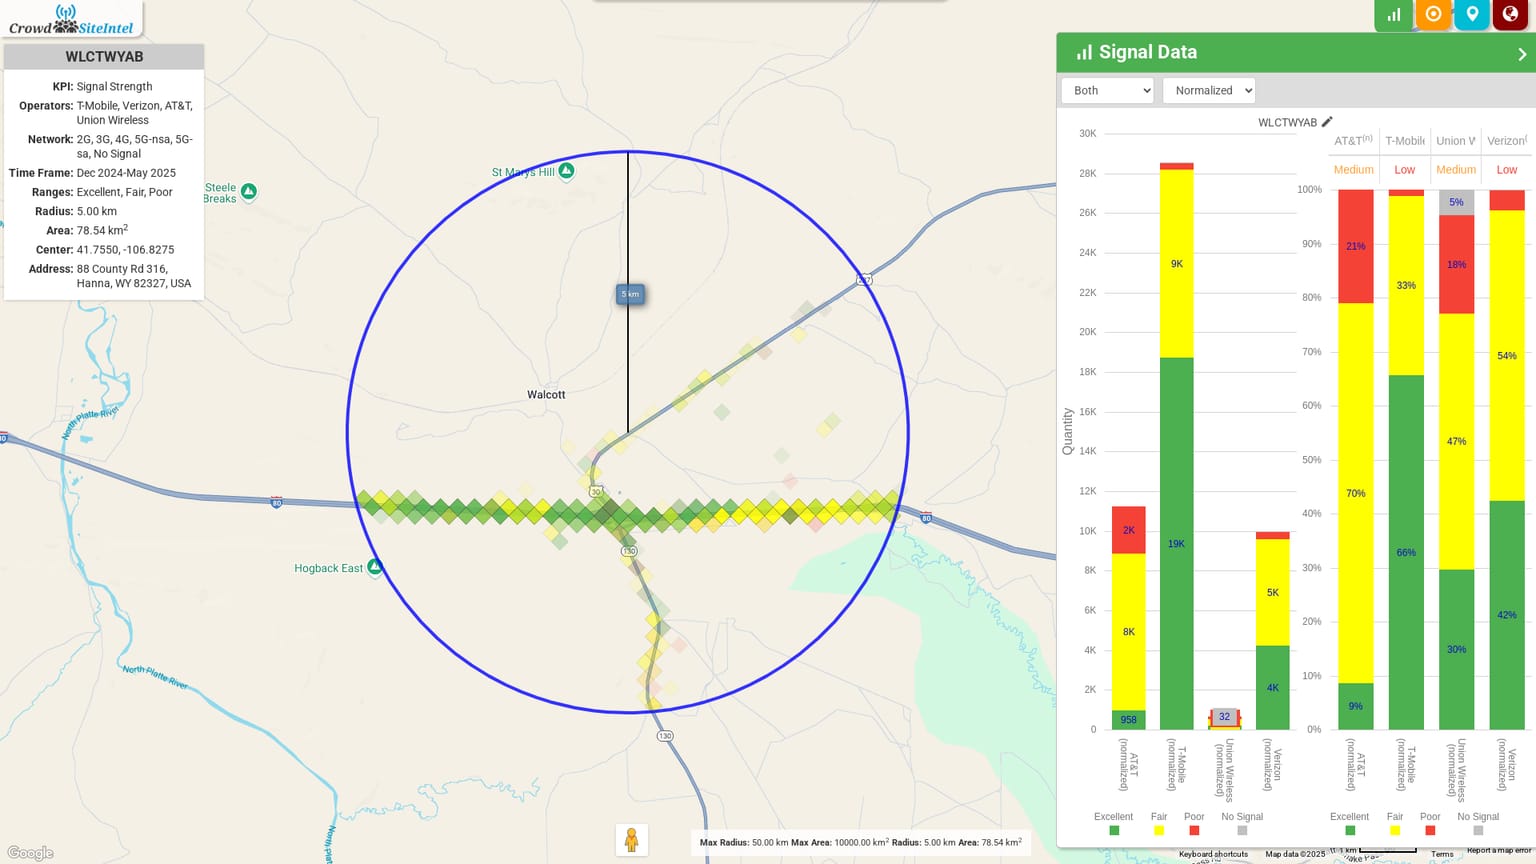 Crowd SiteIntel
WLCTWYAB
KPI: Signal Strength
Operators: T-Mobile, Verizon, AT&T,
Union Wireless
Network: 2G, 3G, 4G, 5G-nsa, 5G-
sa, No Signal
Time Frame: Dec 2024-May 2025
Ranges: Excellent, Fair, Poor
Radius: 5.00 km
Area: 78.54 km2
Center: 41.7550, -106.8275
Address: 88 County Rd 316,
Hanna, WY 82327, USA
Steele
Breaks
St Marys Hill
5 km
Walcott
North Platte River
80
80
30
80
130
Hogback East
North Platte River
130
Google
Max Radius: 50.00 km Max Area: 10000.00 km2 Radius: 5.00 km Area: 78.54 km2
Signal Data
Both
Normalized
WLCTWYAB
Quantity
30K
28K
26K
24K
22K
20K
18K
16K
14K
12K
10K
8K
6K
4K
2K
0
2K
8K
958
9K
19K
32
5K
4K
AT&T
(normalized)
T-Mobile
(normalized)
Union Wireless
(normalized)
Verizon
(normalized)
Excellent
Fair
Poor
No Signal
AT&T(n)
T-Mobile
Union W
Verizon(
Medium
Low
Medium
Low
100%
90%
80%
70%
60%
50%
40%
30%
20%
10%
0%
21%
70%
9%
33%
66%
5%
18%
47%
30%
54%
42%
AT&T
(normalized)
T-Mobile
(normalized)
Union Wireless
(normalized)
Verizon
(normalized)
Excellent
Fair
Poor
No Signal
Keyboard shortcuts
Map data ©2025
1 km
Terms
Report a map error